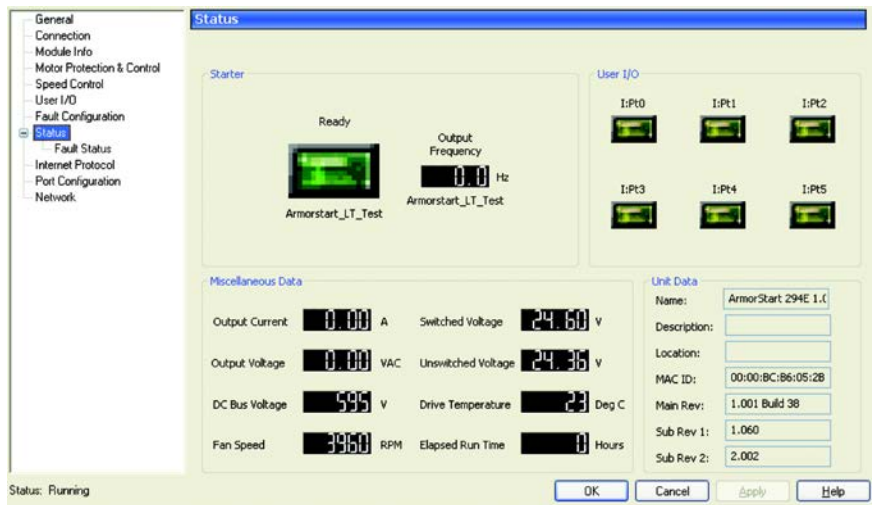 General
Connection
Module Info
Motor Protection & Control
Speed Control
User I/O
Fault Configuration
Status
Fault Status
Internet Protocol
Port Configuration
Network
Status
Starter
Ready
Output
Frequency
0.0 Hz
Armorstart_LT_Test
Armorstart_LT_Test
User I/O
I:Pt0 I:Pt1 I:Pt2
I:Pt3 I:Pt4 I:Pt5
Miscellaneous Data
Output Current 0.00 A Switched Voltage 24.60 V
Output Voltage 0.00 VAC Unswitched Voltage 24.36 V
DC Bus Voltage 595 V Drive Temperature 23 Deg C
Fan Speed 3960 RPM Elapsed Run Time 0 Hours
Unit Data
Name: ArmorStart 294E 1.(
Description:
Location:
MAC ID: 00:00:BC:B6:05:2B
Main Rev: 1.001 Build 38
Sub Rev 1: 1.060
Sub Rev 2: 2.002
Status: Running
OK Cancel Apply Help